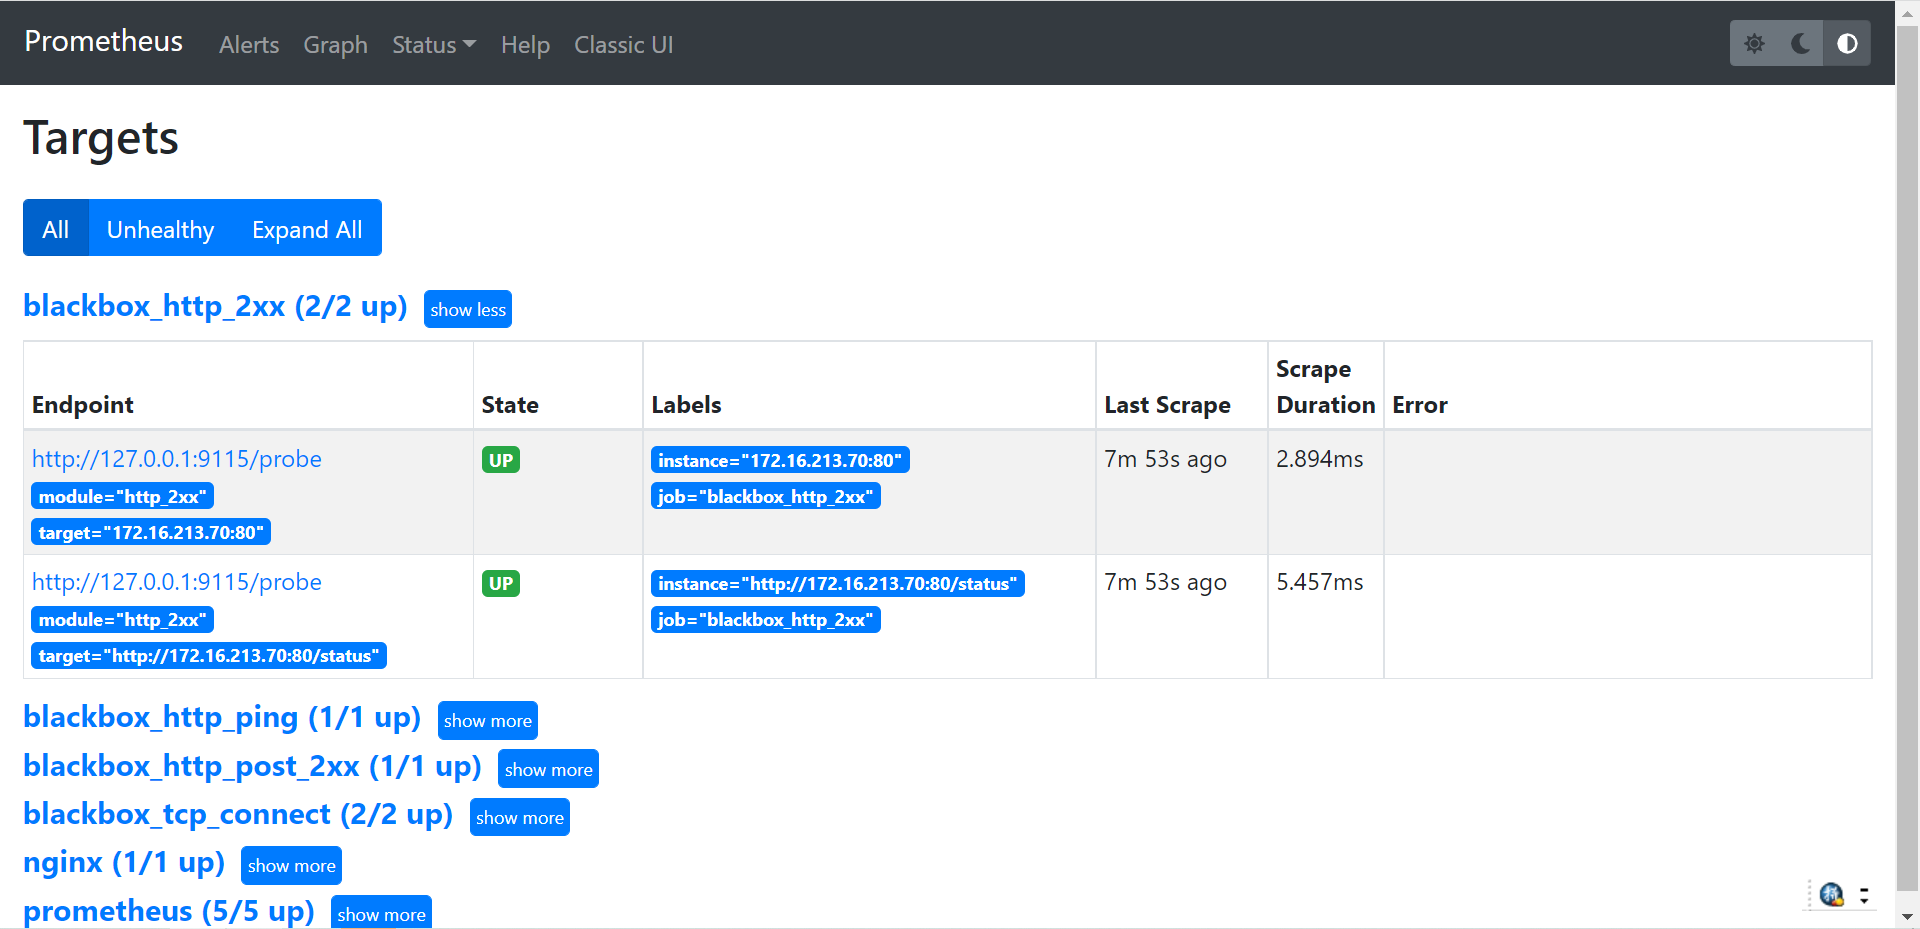 Prometheus Alerts Graph Status Help Classic UI
Targets
All Unhealthy Expand All
blackbox_http_2xx (2/2 up) show less
Endpoint State Labels Last Scrape Scrape Duration Error
http://127.0.0.1:9115/probe UP instance="172.16.213.70:80" 7m 53s ago 2.894ms
module="http_2xx" job="blackbox_http_2xx"
target="172.16.213.70:80"
http://127.0.0.1:9115/probe UP instance="http://172.16.213.70:80/status" 7m 53s ago 5.457ms
module="http_2xx" job="blackbox_http_2xx"
target="http://172.16.213.70:80/status"
blackbox_http_ping (1/1 up) show more
blackbox_http_post_2xx (1/1 up) show more
blackbox_tcp_connect (2/2 up) show more
nginx (1/1 up) show more
prometheus (5/5 up) show more